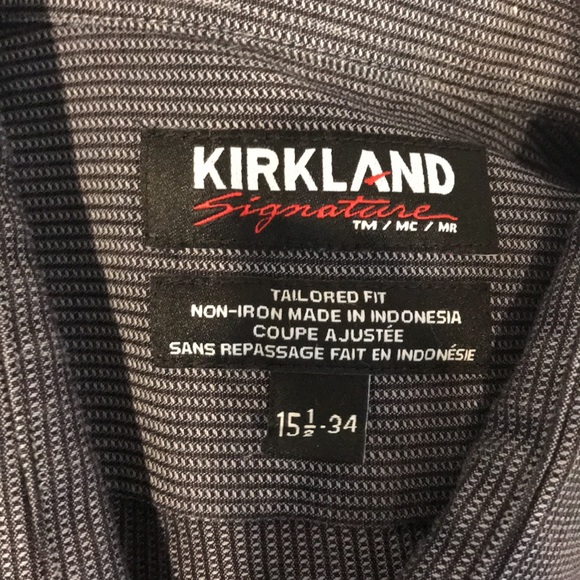 KIRKLAND
Signature
TM / MC / MR
TAILORED FIT
NON-IRON MADE IN INDONESIA
COUPE AJUSTÉE
SANS REPASSAGE FAIT EN INDONÉSIE
15½-34